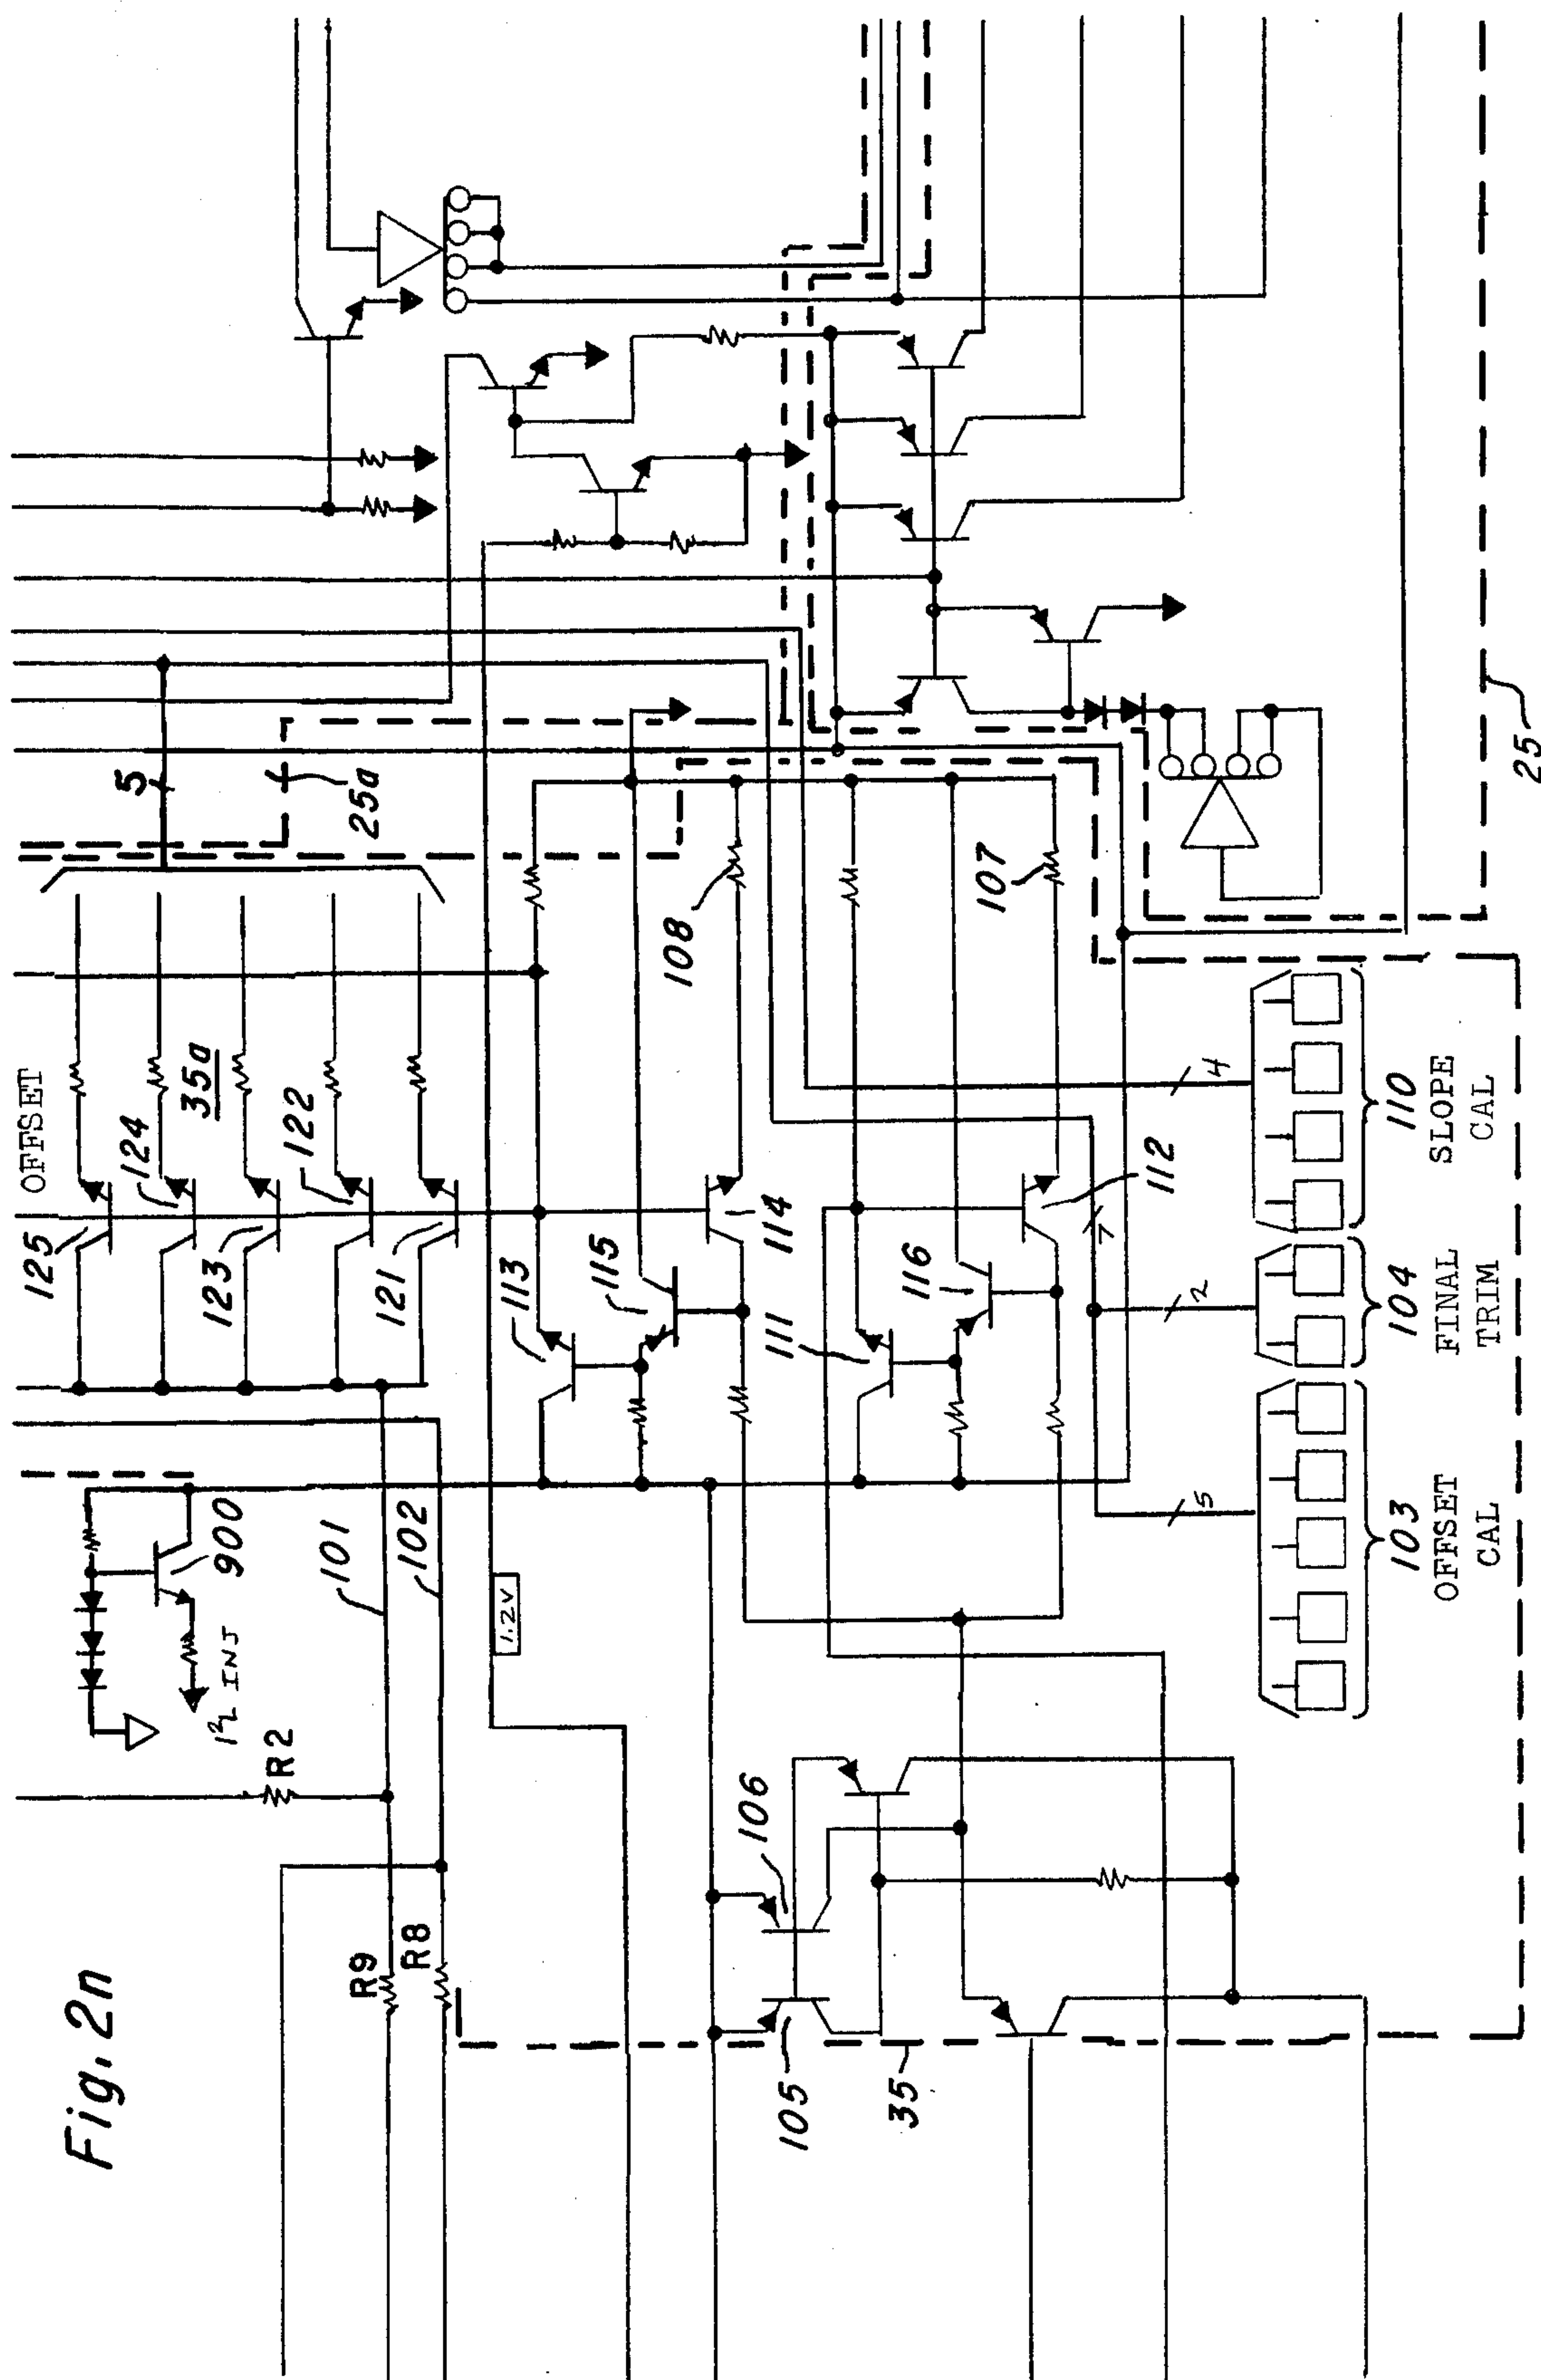 Fig. 2n
OFFSET
125
124
35a
123
122
121
5
25a
900
I²L INJ
101
102
R2
R9
R8
1.2V
113
115
114
108
111
116
112
107
106
105
35
7
4
2
5
103
OFFSET
CAL
104
FINAL
TRIM
110
SLOPE
CAL
25